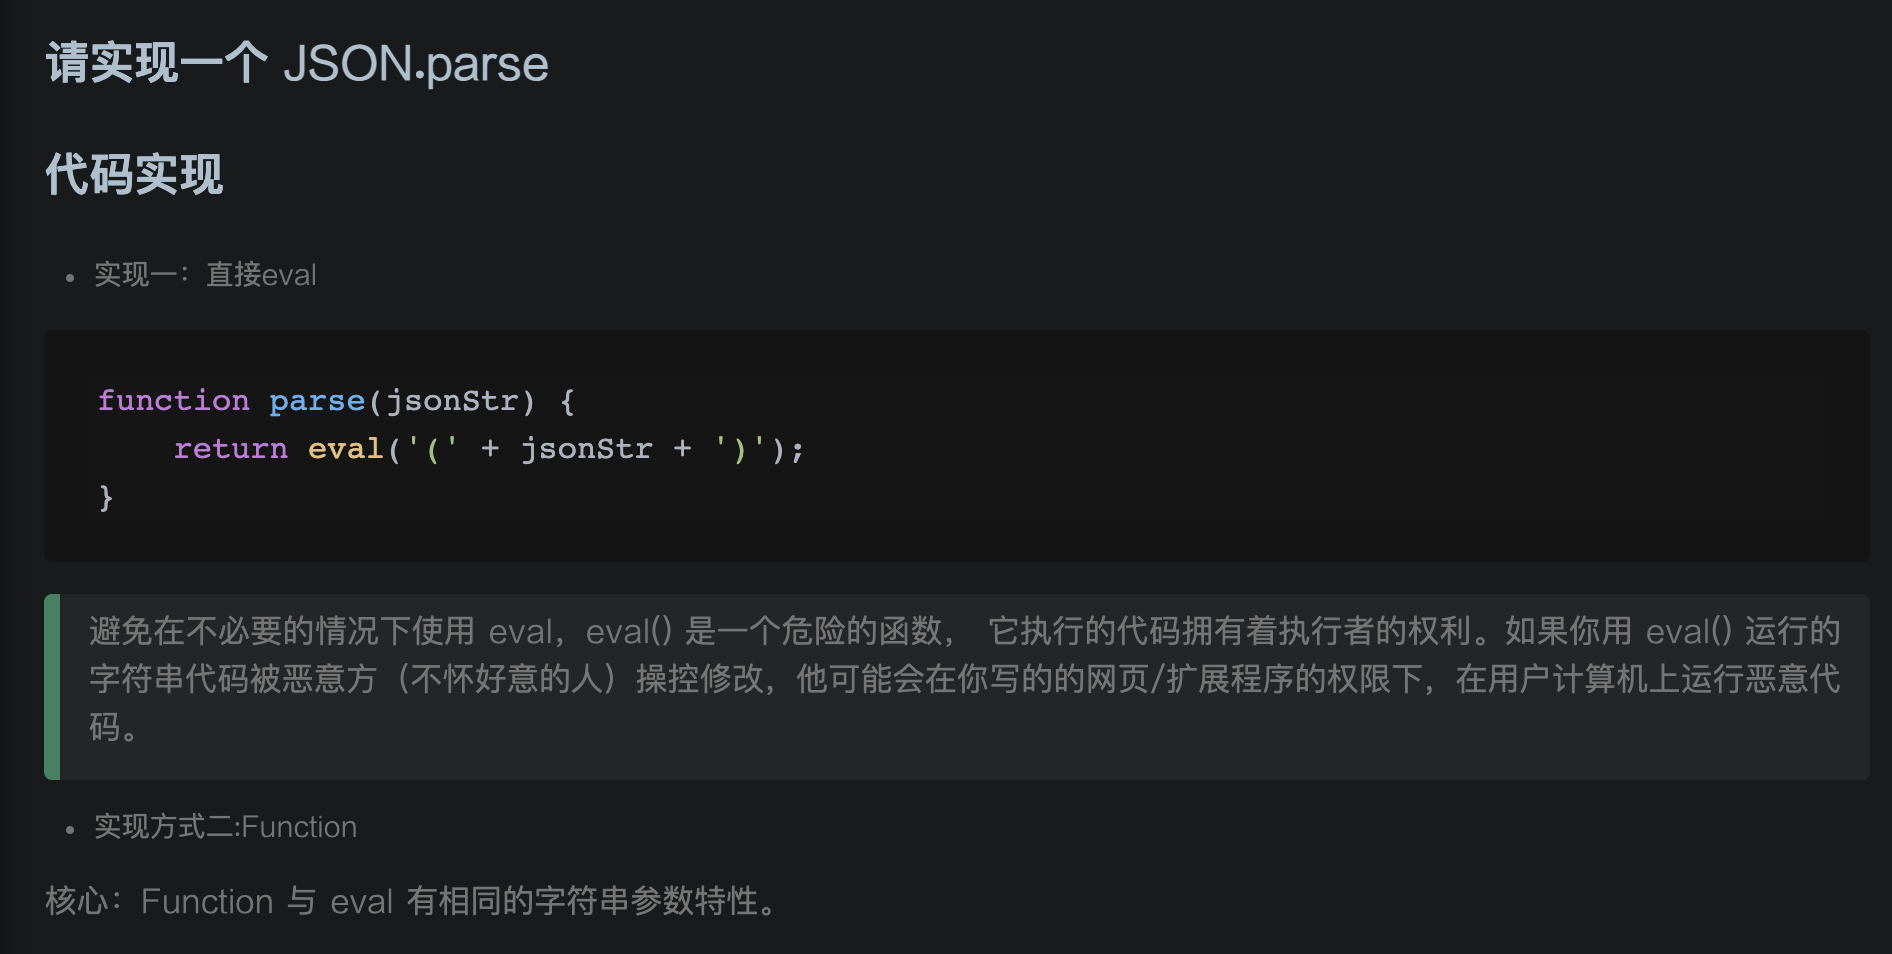 请实现一个 JSON.parse
代码实现
• 实现一：直接eval
function parse(jsonStr) {
    return eval('(' + jsonStr + ')');
}
避免在不必要的情况下使用 eval，eval() 是一个危险的函数， 它执行的代码拥有着执行者的权利。如果你用 eval() 运行的
字符串代码被恶意方（不怀好意的人）操控修改，他可能会在你写的的网页/扩展程序的权限下，在用户计算机上运行恶意代
码。
• 实现方式二:Function
核心：Function 与 eval 有相同的字符串参数特性。